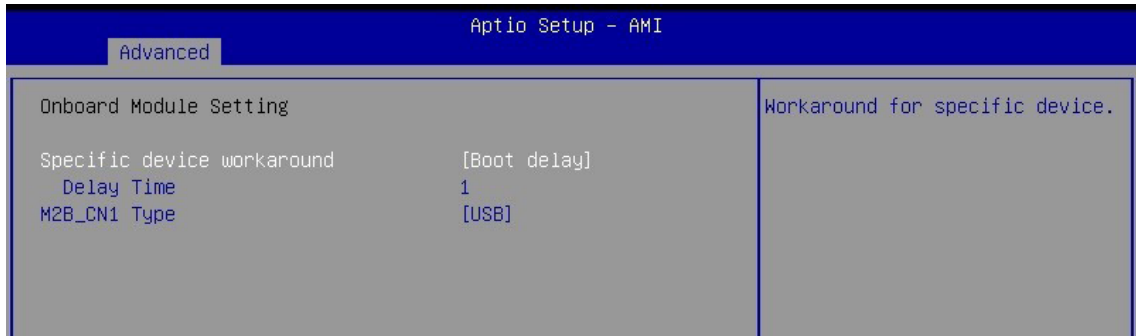 Aptio Setup – AMI
Advanced
Onboard Module Setting
Workaround for specific device.
Specific device workaround [Boot delay]
Delay Time 1
M2B_CN1 Type [USB]